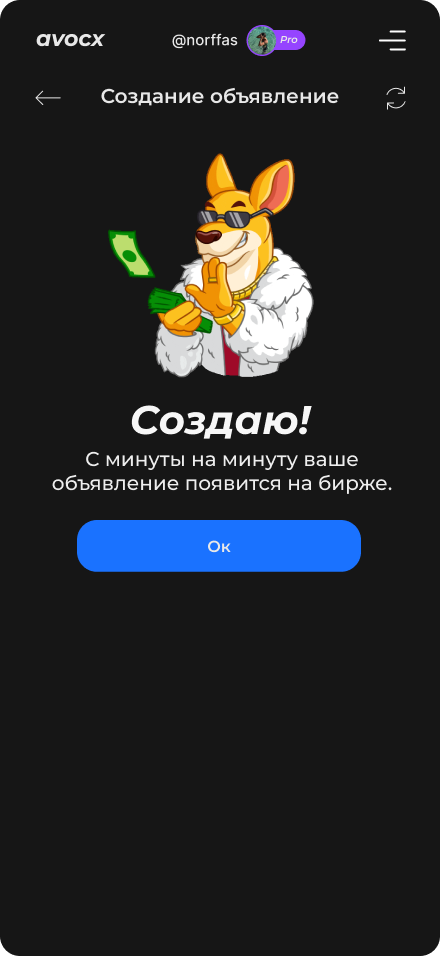 avocx
@norffas
Pro
Создание объявление
Создаю!
С минуты на минуту ваше
объявление появится на бирже.
Ок